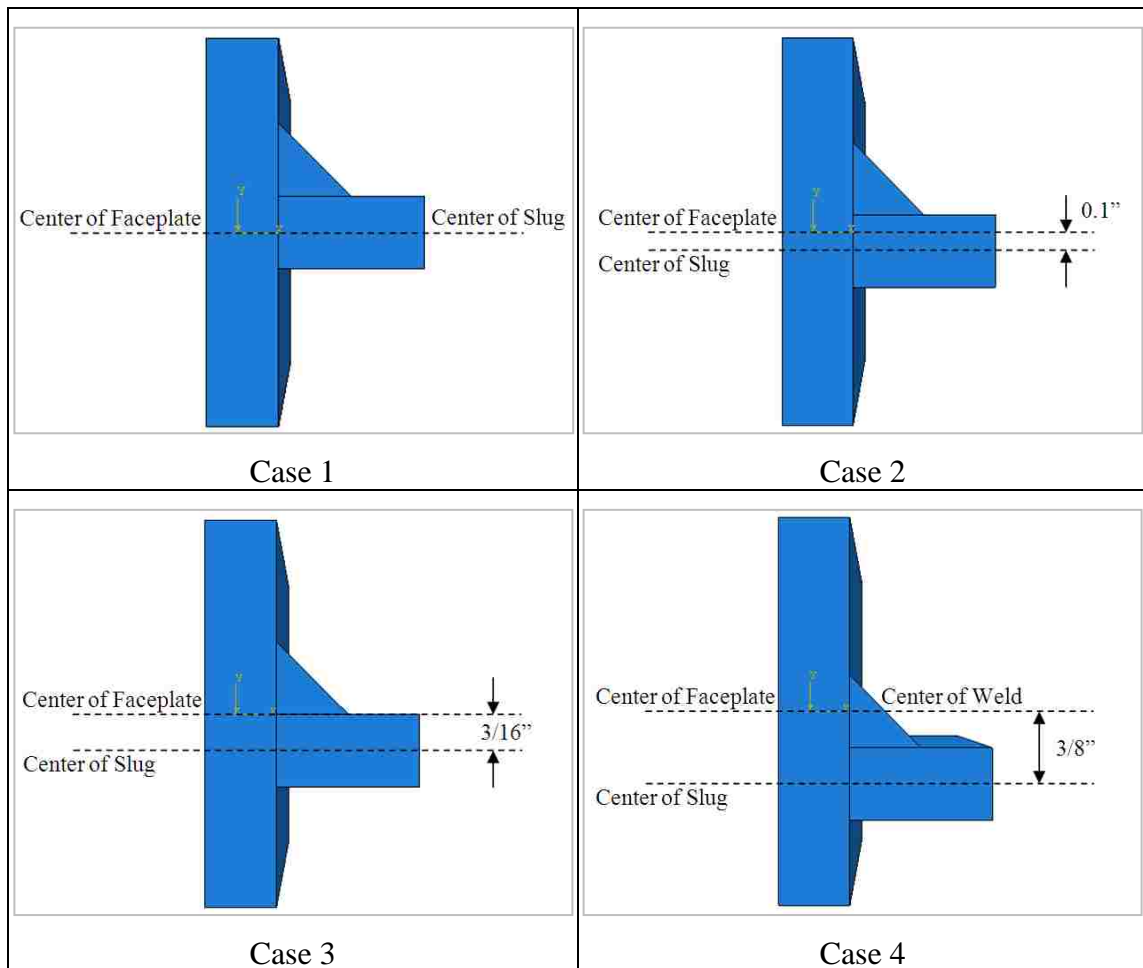 Center of Faceplate
Center of Slug
Y
Case 1
Center of Faceplate
Center of Slug
0.1”
Y
Case 2
Center of Faceplate
Center of Slug
3/16”
Y
Case 3
Center of Faceplate
Center of Weld
Center of Slug
3/8”
Y
Case 4